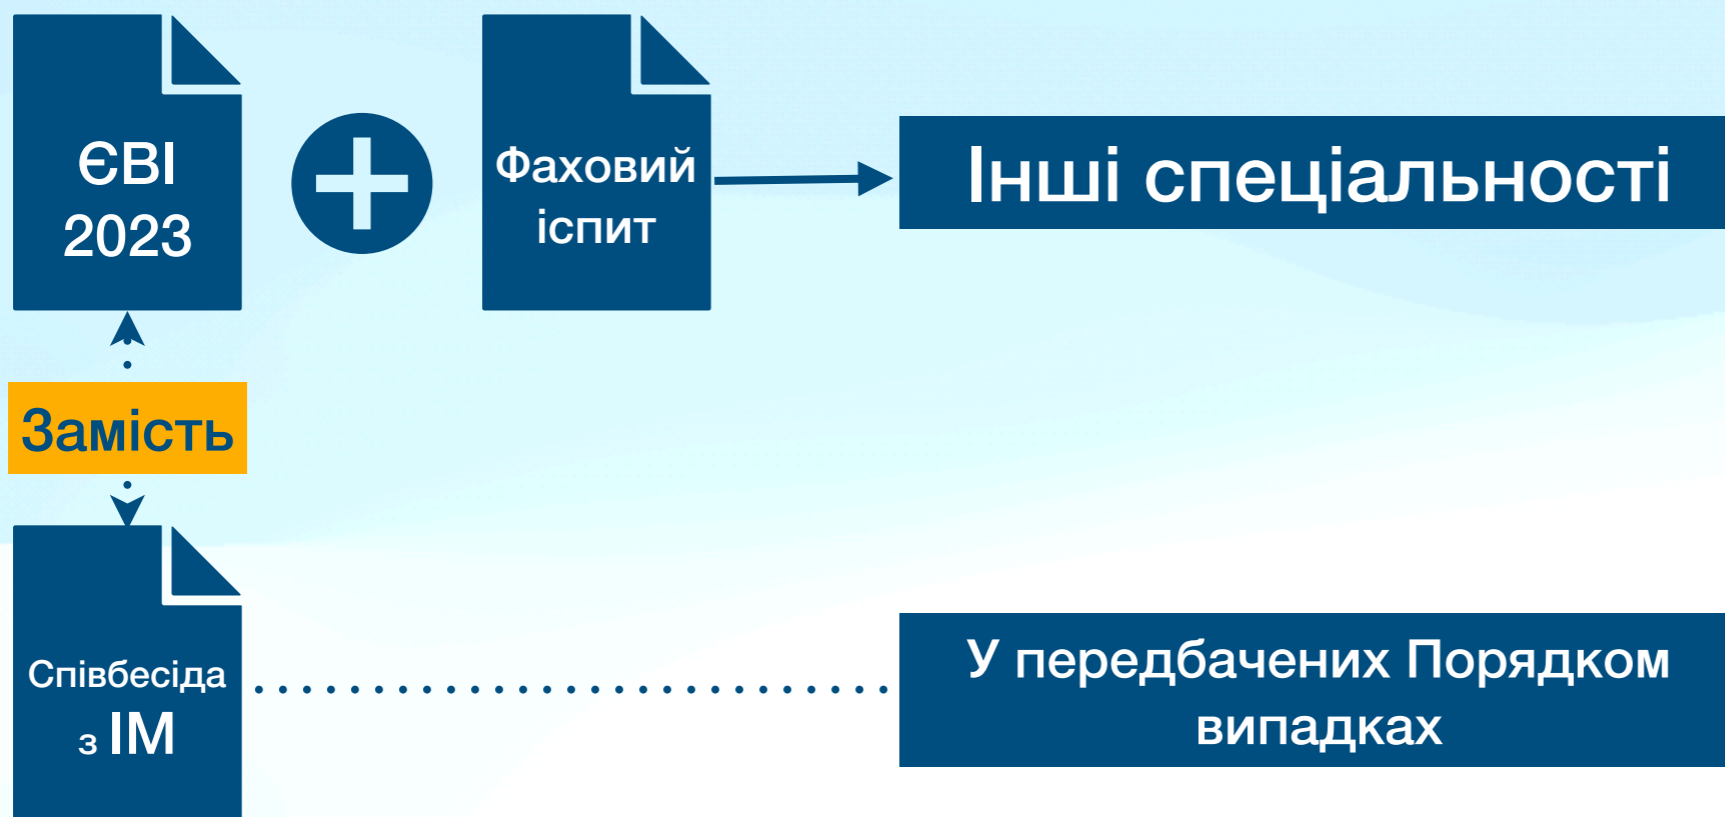 ЄВІ
2023
Фаховий
іспит
Інші спеціальності
Замість
Співбесіда
з ІМ
У передбачених Порядком
випадках